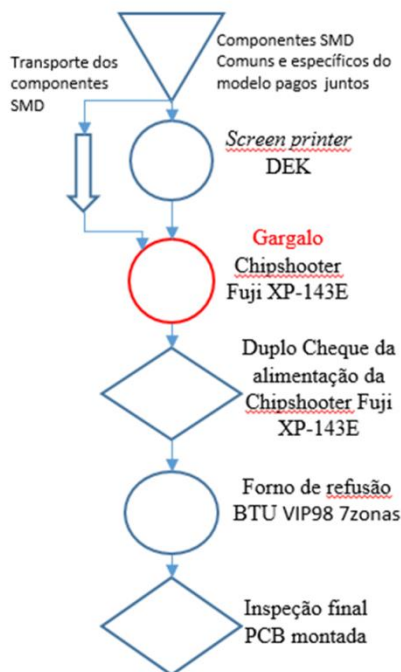 Componentes SMD
Comuns e específicos do
modelo pagos  juntos
Transporte dos
componentes
SMD
Screen printer
DEK
Gargalo
Chipshooter
Fuji XP-143E
Duplo Cheque da
alimentação da
Chipshooter Fuji
XP-143E
Forno de refusão
BTU VIP98 7zonas
Inspeção final
PCB montada